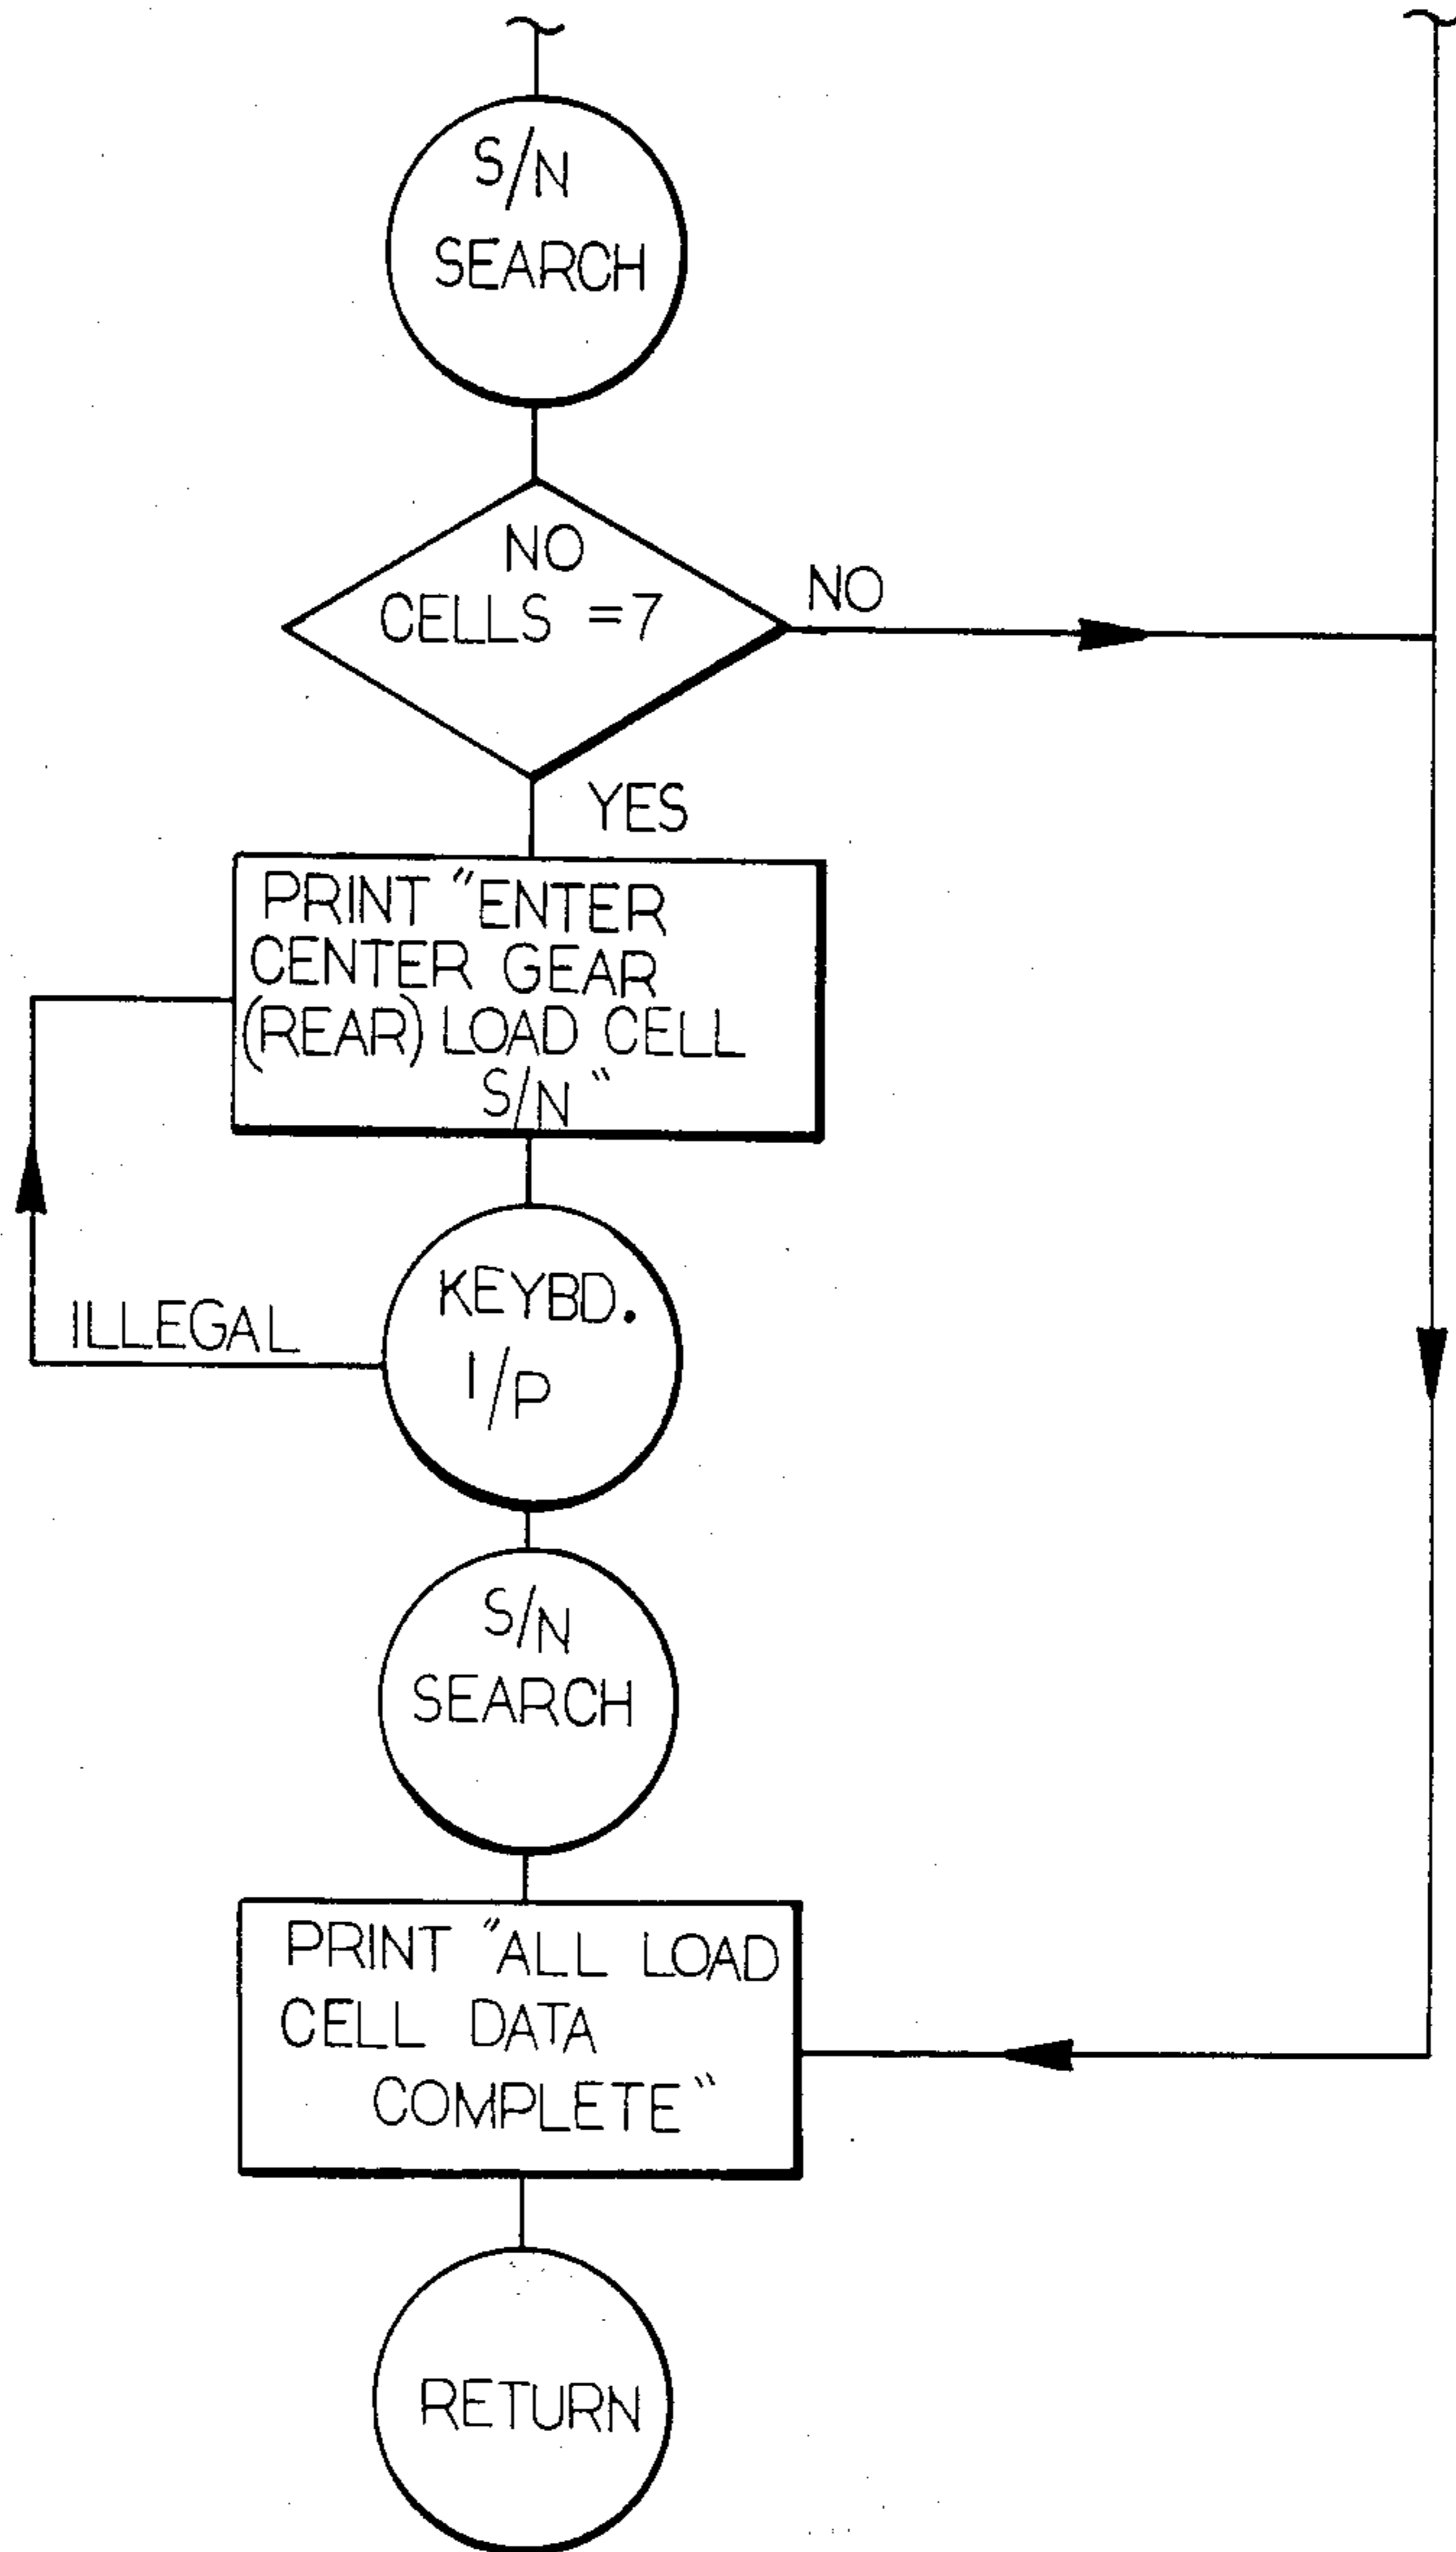 S/N
SEARCH
NO
CELLS =7
NO
YES
PRINT "ENTER
CENTER GEAR
(REAR) LOAD CELL
S/N "
ILLEGAL
KEYBD.
I/P
S/N
SEARCH
PRINT "ALL LOAD
CELL DATA
COMPLETE"
RETURN